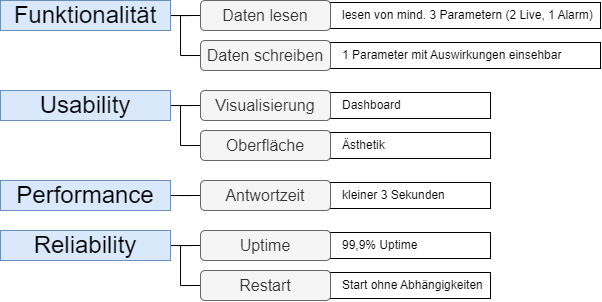 Funktionalität
Daten lesen
lesen von mind. 3 Parametern (2 Live, 1 Alarm)
Daten schreiben
1 Parameter mit Auswirkungen einsehbar
Usability
Visualisierung
Dashboard
Oberfläche
Ästhetik
Performance
Antwortzeit
kleiner 3 Sekunden
Reliability
Uptime
99,9% Uptime
Restart
Start ohne Abhängigkeiten